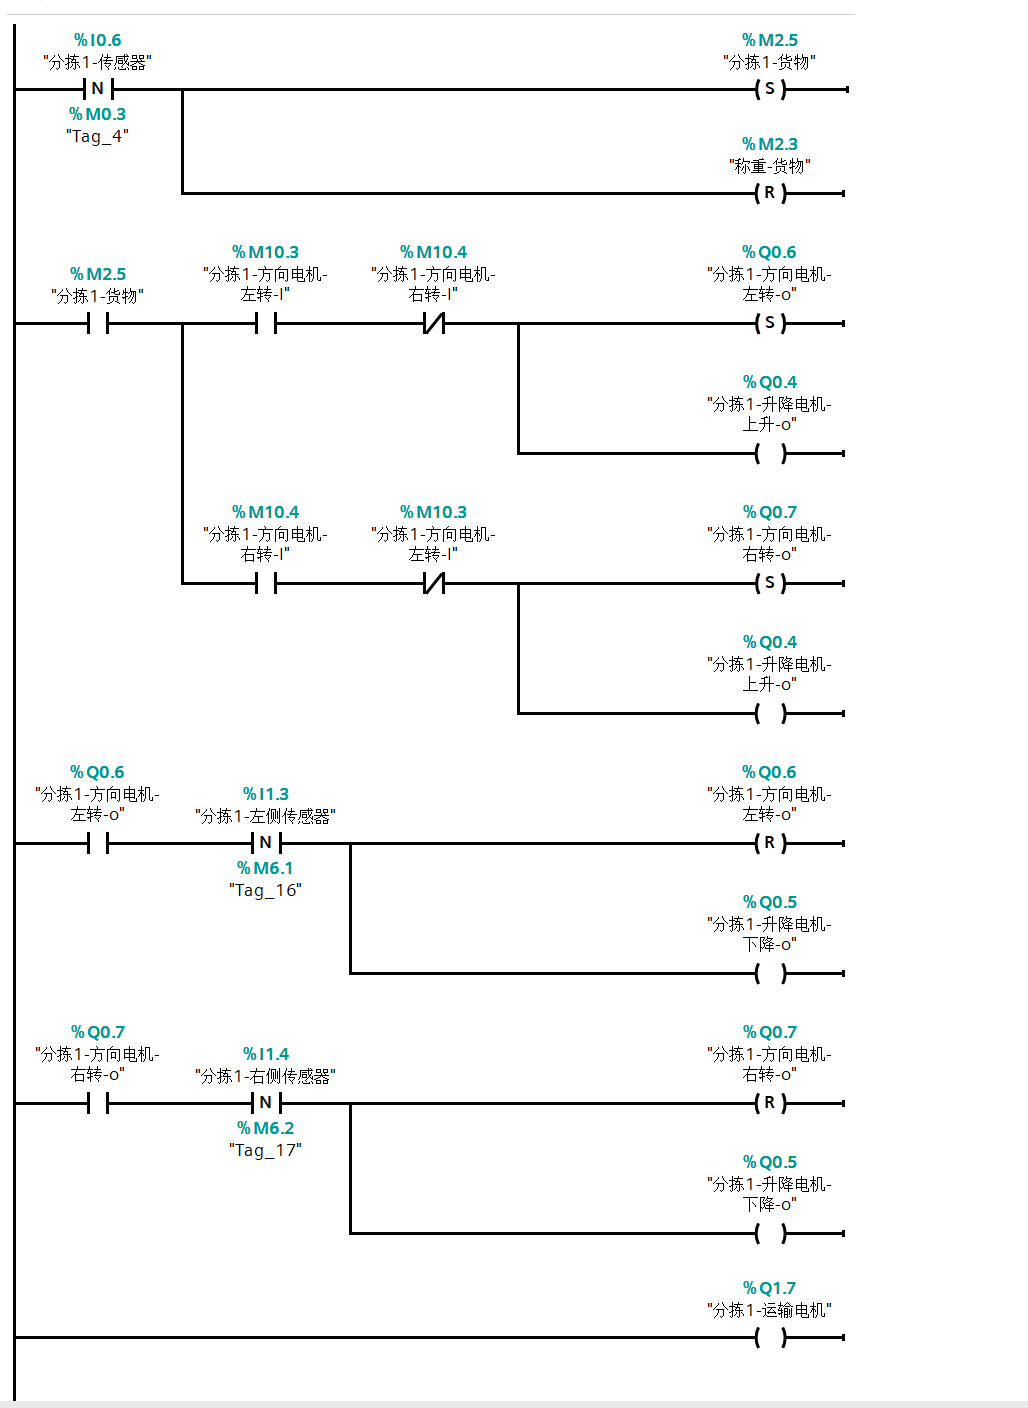 %I0.6
"分拣1-传感器"
N
%M0.3
"Tag_4"
%M2.5
"分拣1-货物"
S
%M2.3
"称重-货物"
R
%M2.5
"分拣1-货物"
%M10.3
"分拣1-方向电机-
左转-I"
%M10.4
"分拣1-方向电机-
右转-I"
%Q0.6
"分拣1-方向电机-
左转-o"
S
%Q0.4
"分拣1-升降电机-
上升-o"
%M10.4
"分拣1-方向电机-
右转-I"
%M10.3
"分拣1-方向电机-
左转-I"
%Q0.7
"分拣1-方向电机-
右转-o"
S
%Q0.4
"分拣1-升降电机-
上升-o"
%Q0.6
"分拣1-方向电机-
左转-o"
%I1.3
"分拣1-左侧传感器"
N
%M6.1
"Tag_16"
%Q0.6
"分拣1-方向电机-
左转-o"
R
%Q0.5
"分拣1-升降电机-
下降-o"
%Q0.7
"分拣1-方向电机-
右转-o"
%I1.4
"分拣1-右侧传感器"
N
%M6.2
"Tag_17"
%Q0.7
"分拣1-方向电机-
右转-o"
R
%Q0.5
"分拣1-升降电机-
下降-o"
%Q1.7
"分拣1-运输电机"